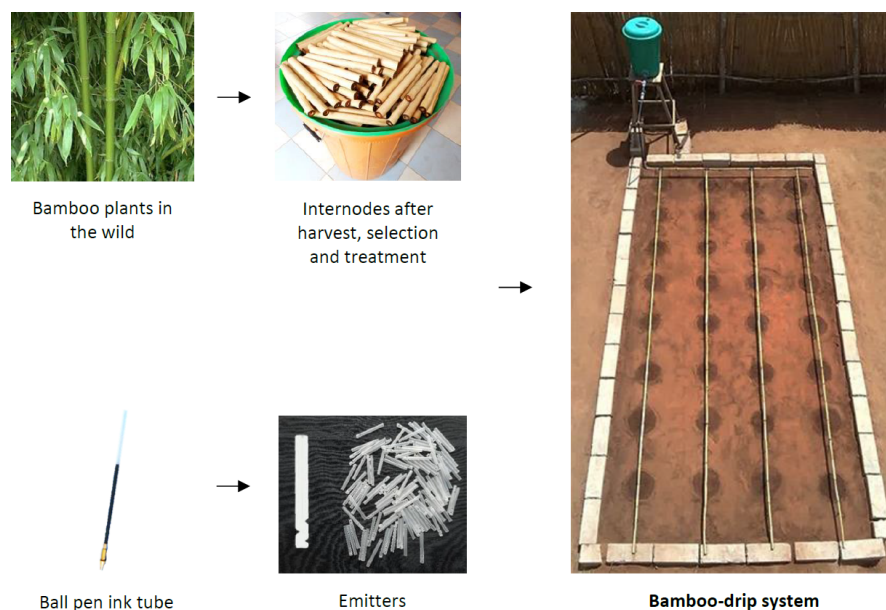 Bamboo plants in
the wild
Internodes after
harvest, selection
and treatment
Ball pen ink tube
Emitters
Bamboo-drip system